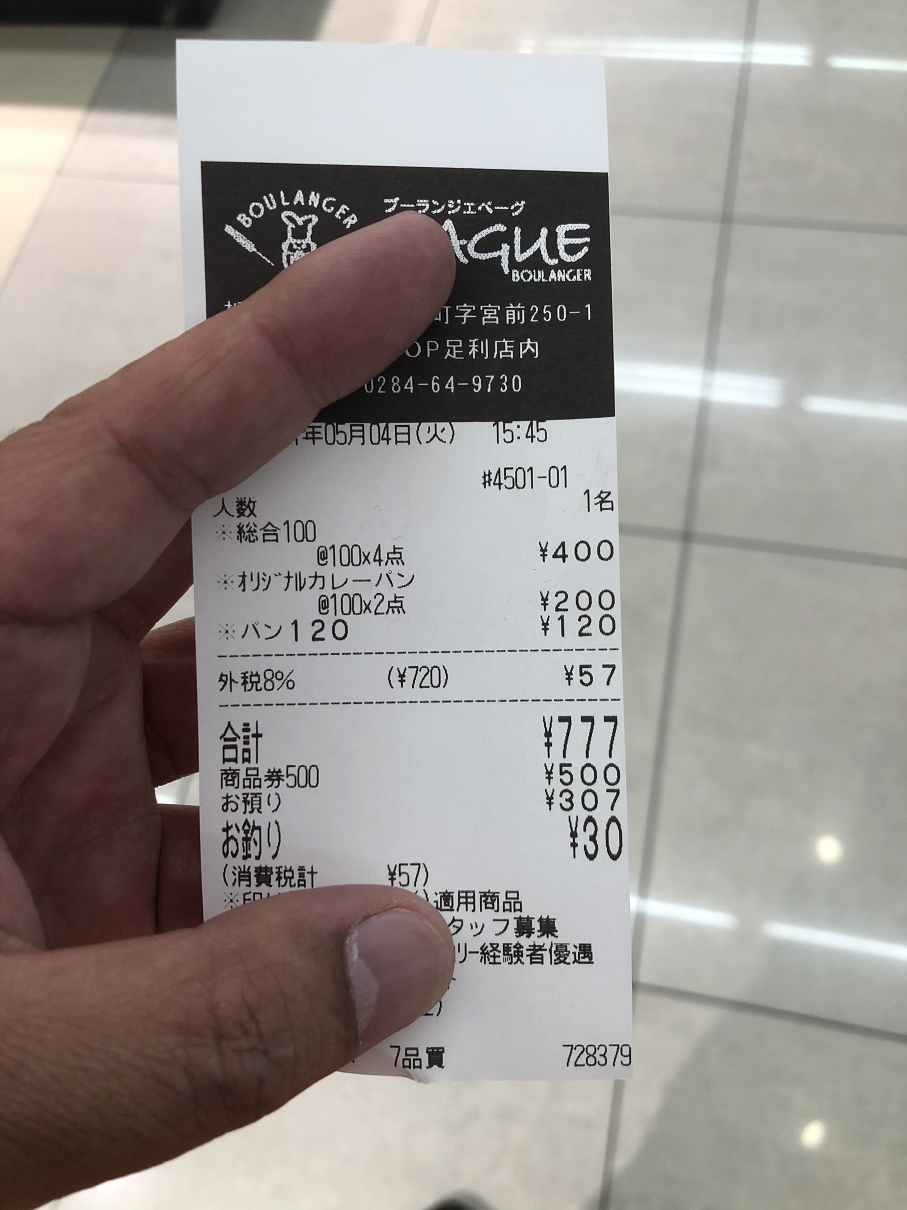 BOULANGER
ブーランジェベーグ
AGUE
BOULANGER
町字宮前250-1
OP足利店内
0284-64-9730
年05月04日(火) 15:45
#4501-01
人数 1名
※総合100
@100x4点 ¥400
※オリジナルカレーパン
@100x2点 ¥200
※パン120 ¥120
外税8% (¥720) ¥57
合計 ¥777
商品券500 ¥500
お預り ¥307
お釣り ¥30
(消費税計 ¥57)
※印は )適用商品
タッフ募集
リー経験者優遇
7品買 728379